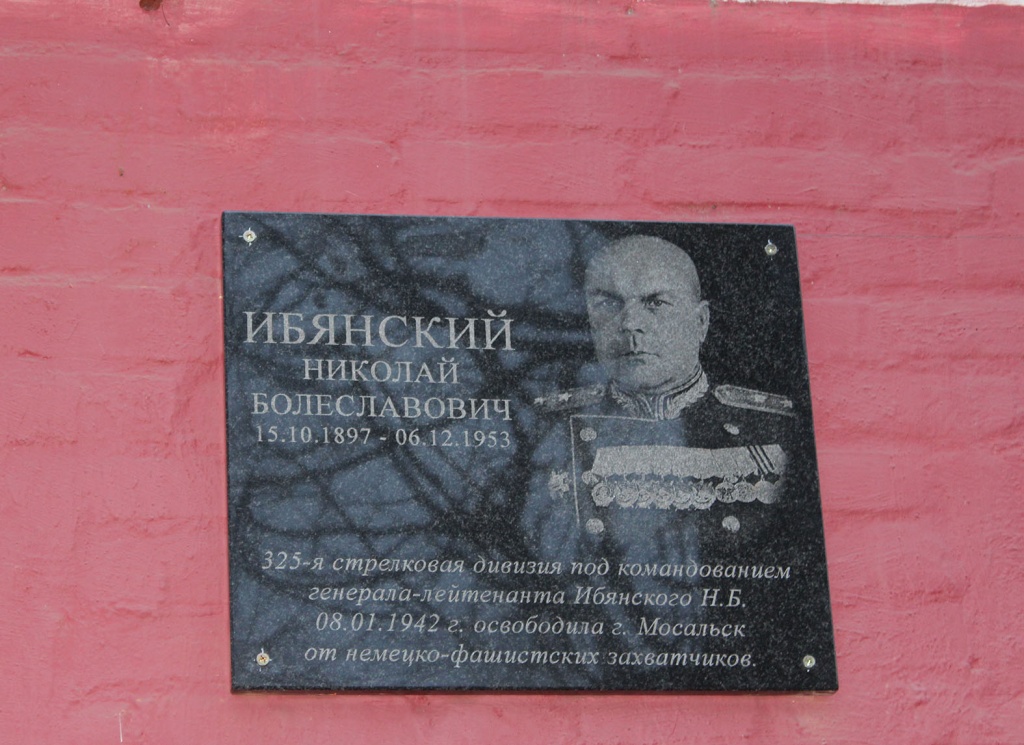 ИБЯНСКИЙ
НИКОЛАЙ
БОЛЕСЛАВОВИЧ
15.10.1897 - 06.12.1953
325-я стрелковая дивизия под командованием
генерала-лейтенанта Ибянского Н.Б.
08.01.1942 г. освободила г. Мосальск
от немецко-фашистских захватчиков.